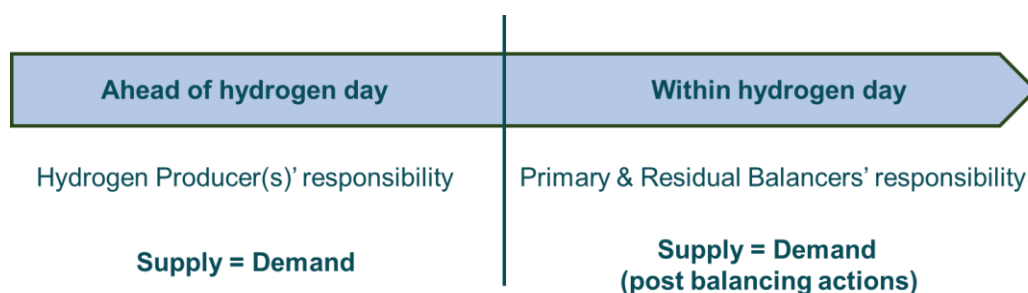 Ahead of hydrogen day
Within hydrogen day
Hydrogen Producer(s)' responsibility
Primary & Residual Balancers' responsibility
Supply = Demand
Supply = Demand
(post balancing actions)